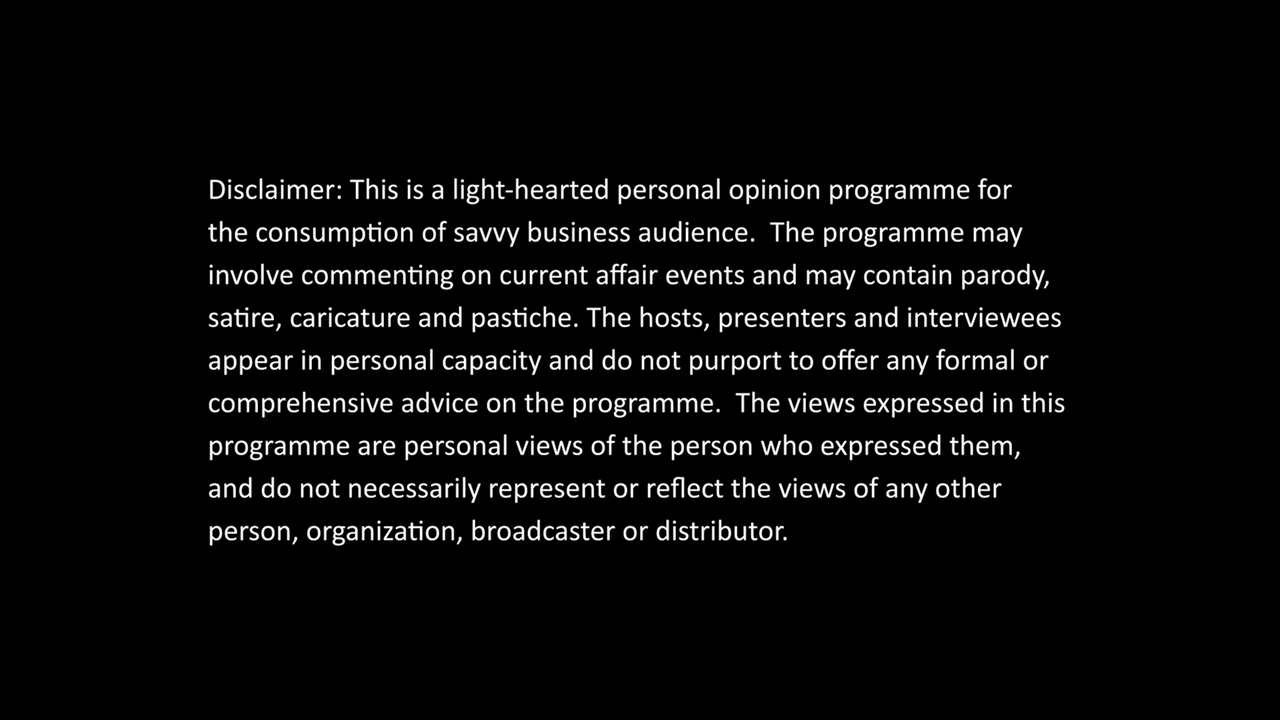 Disclaimer: This is a light-hearted personal opinion programme for
the consumption of savvy business audience.  The programme may
involve commenting on current affair events and may contain parody,
satire, caricature and pastiche. The hosts, presenters and interviewees
appear in personal capacity and do not purport to offer any formal or
comprehensive advice on the programme.  The views expressed in this
programme are personal views of the person who expressed them,
and do not necessarily represent or reflect the views of any other
person, organization, broadcaster or distributor.